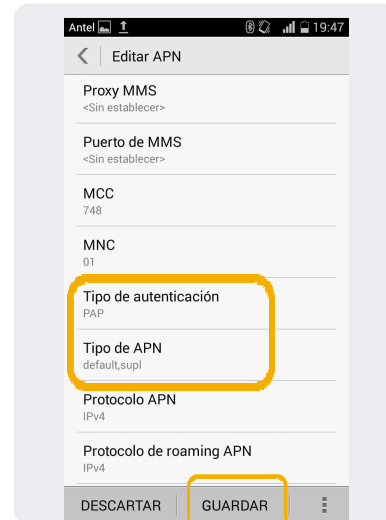 Antel 19:47
Editar APN
Proxy MMS
<Sin establecer>
Puerto de MMS
<Sin establecer>
MCC
748
MNC
01
Tipo de autenticación
PAP
Tipo de APN
default,supl
Protocolo APN
IPv4
Protocolo de roaming APN
IPv4
DESCARTAR GUARDAR